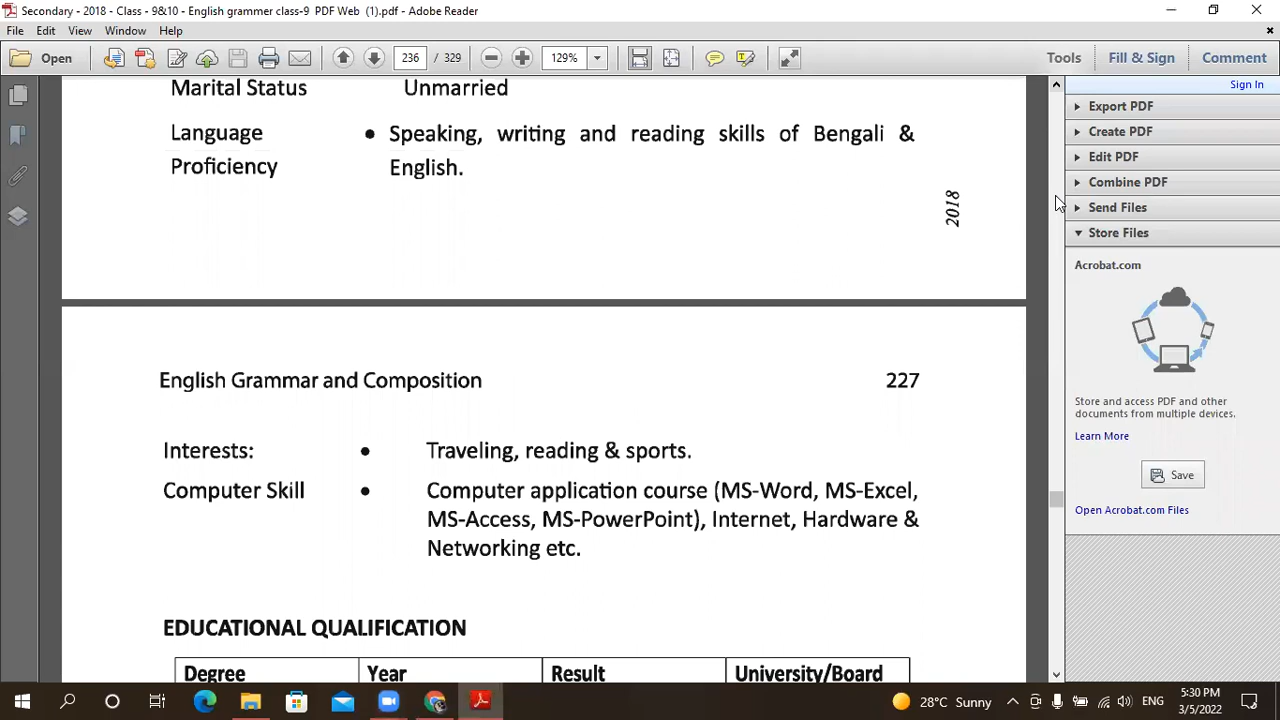 Secondary - 2018 - Class - 9&10 - English grammer class-9 PDF Web (1).pdf - Adobe Reader
File Edit View Window Help
Open 236 / 329 129% Tools Fill & Sign Comment
Sign In
Marital Status Unmarried
Language • Speaking, writing and reading skills of Bengali &
Proficiency English.
2018
English Grammar and Composition 227
Interests: • Traveling, reading & sports.
Computer Skill • Computer application course (MS-Word, MS-Excel,
MS-Access, MS-PowerPoint), Internet, Hardware &
Networking etc.
EDUCATIONAL QUALIFICATION
Degree Year Result University/Board
Export PDF
Create PDF
Edit PDF
Combine PDF
Send Files
Store Files
Acrobat.com
Store and access PDF and other
documents from multiple devices.
Learn More
Save
Open Acrobat.com Files
28°C Sunny ENG 5:30 PM
3/5/2022